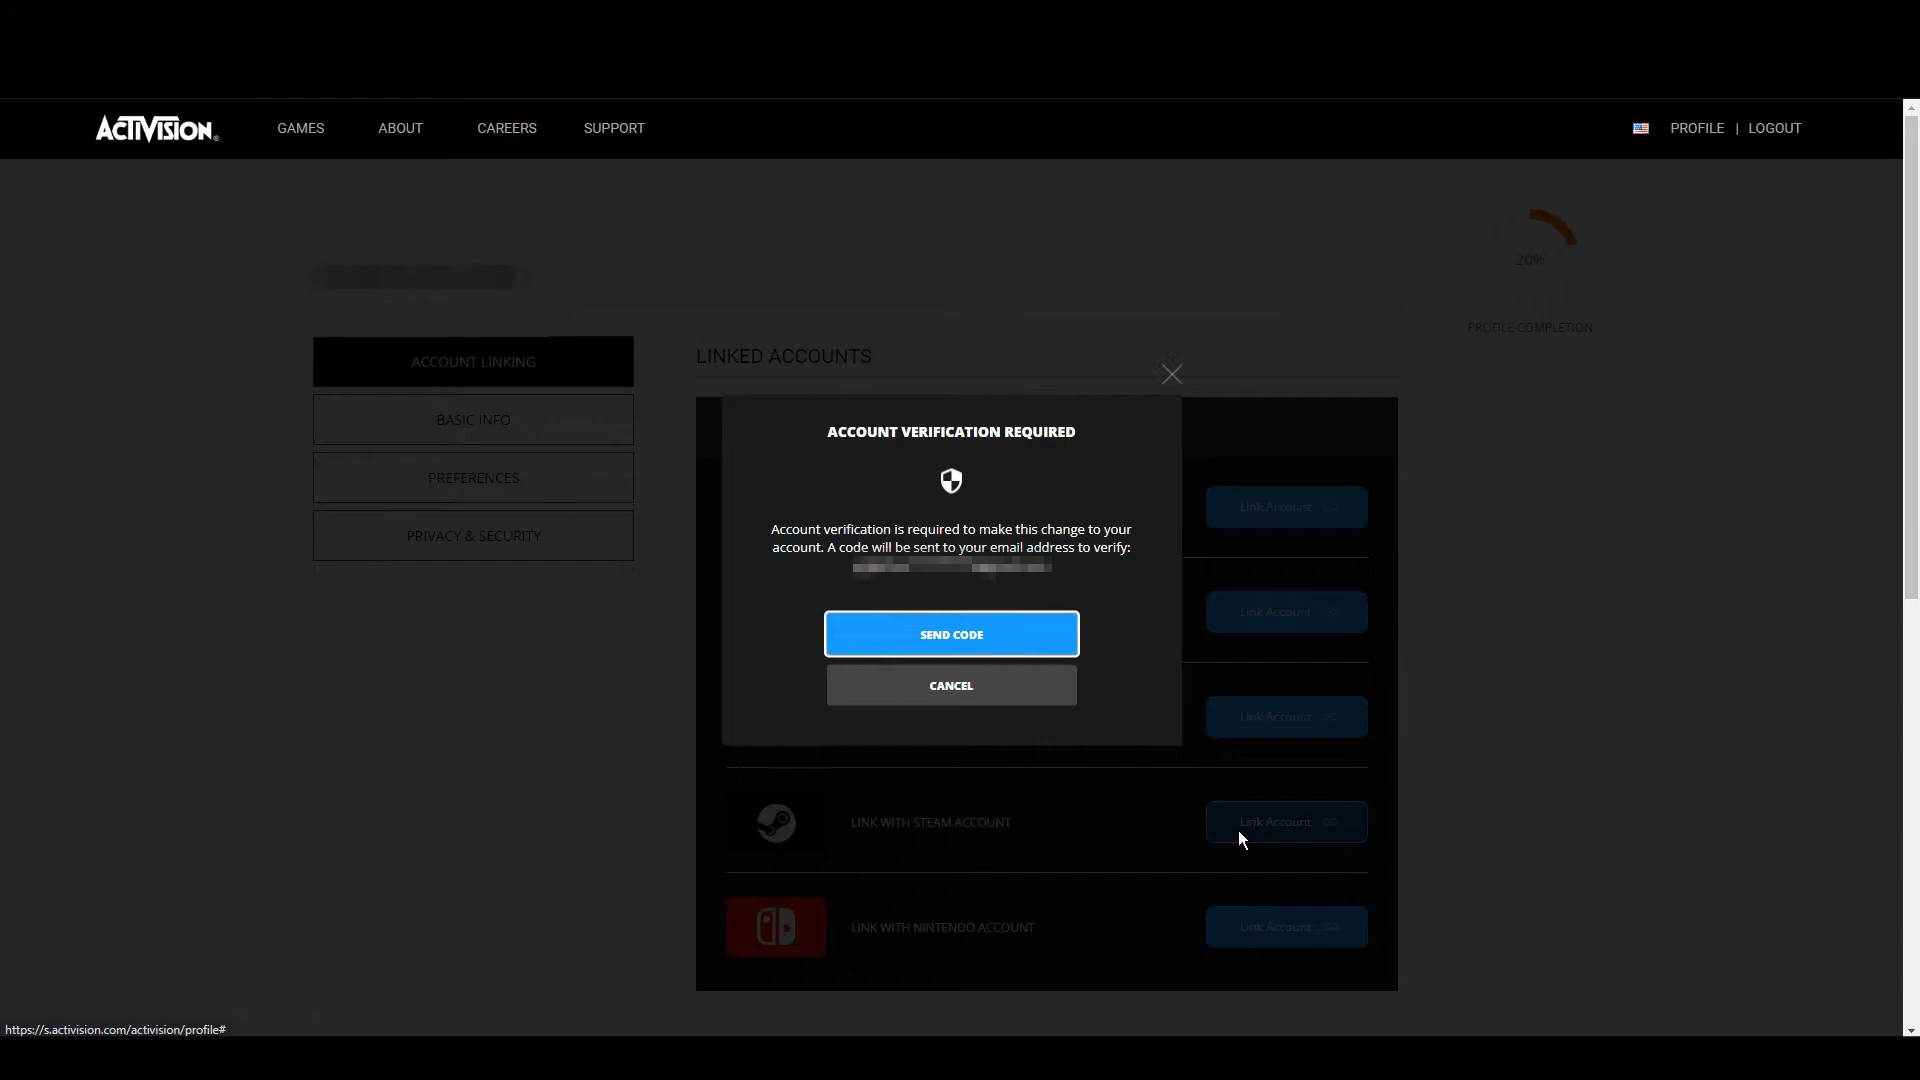 ACTIVISION
GAMES
ABOUT
CAREERS
SUPPORT
PROFILE | LOGOUT
20%
PROFILE COMPLETION
ACCOUNT LINKING
BASIC INFO
PREFERENCES
PRIVACY & SECURITY
LINKED ACCOUNTS
ACCOUNT VERIFICATION REQUIRED
Account verification is required to make this change to your
account. A code will be sent to your email address to verify:
SEND CODE
CANCEL
Link Account
Link Account
Link Account
LINK WITH STEAM ACCOUNT
Link Account
LINK WITH NINTENDO ACCOUNT
Link Account
https://s.activision.com/activision/profile#